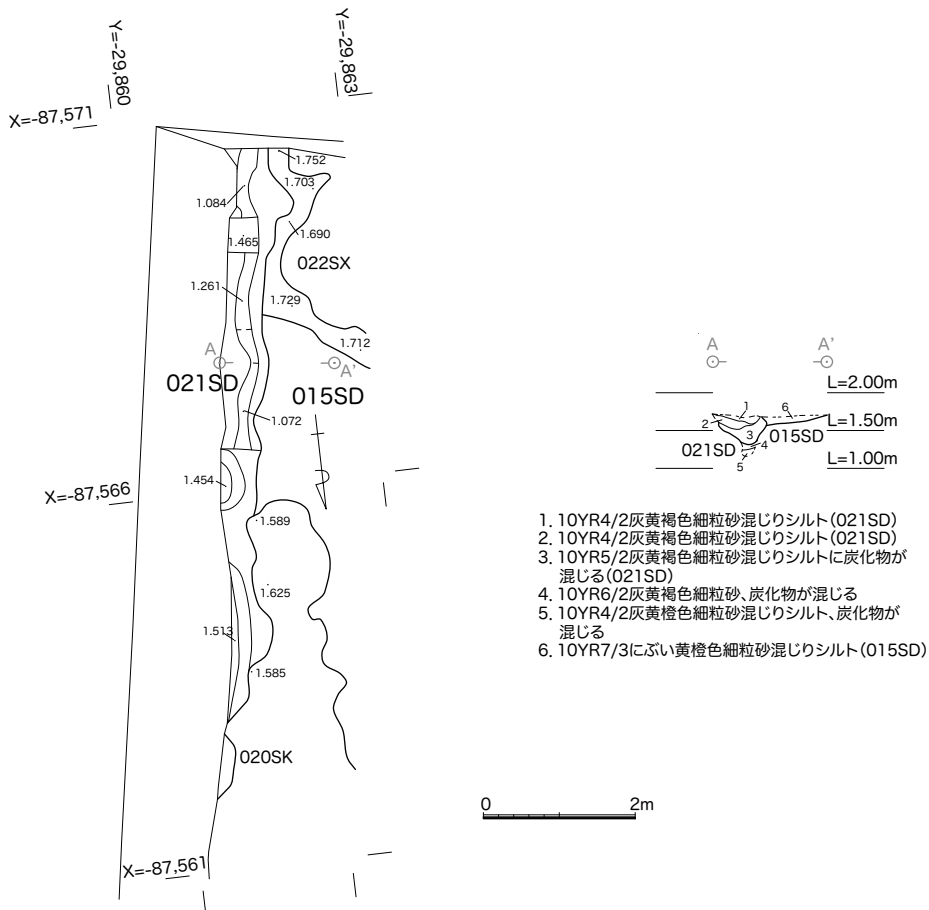 Y=-29,860
Y=-29,863
X=-87,571
1.752
1.703
1.084
1.465
1.690
022SX
1.261
1.729
1.712
A
A'
021SD
015SD
1.072
1.454
X=-87,566
1.589
1.625
1.513
1.585
020SK
X=-87,561
A
A'
L=2.00m
1
6
2
L=1.50m
3
015SD
4
021SD
5
L=1.00m
1. 10YR4/2灰黄褐色細粒砂混じりシルト(021SD)
2. 10YR4/2灰黄褐色細粒砂混じりシルト(021SD)
3. 10YR5/2灰黄褐色細粒砂混じりシルトに炭化物が
混じる(021SD)
4. 10YR6/2灰黄褐色細粒砂、炭化物が混じる
5. 10YR4/2灰黄橙色細粒砂混じりシルト、炭化物が
混じる
6. 10YR7/3にぶい黄橙色細粒砂混じりシルト(015SD)
0
2m